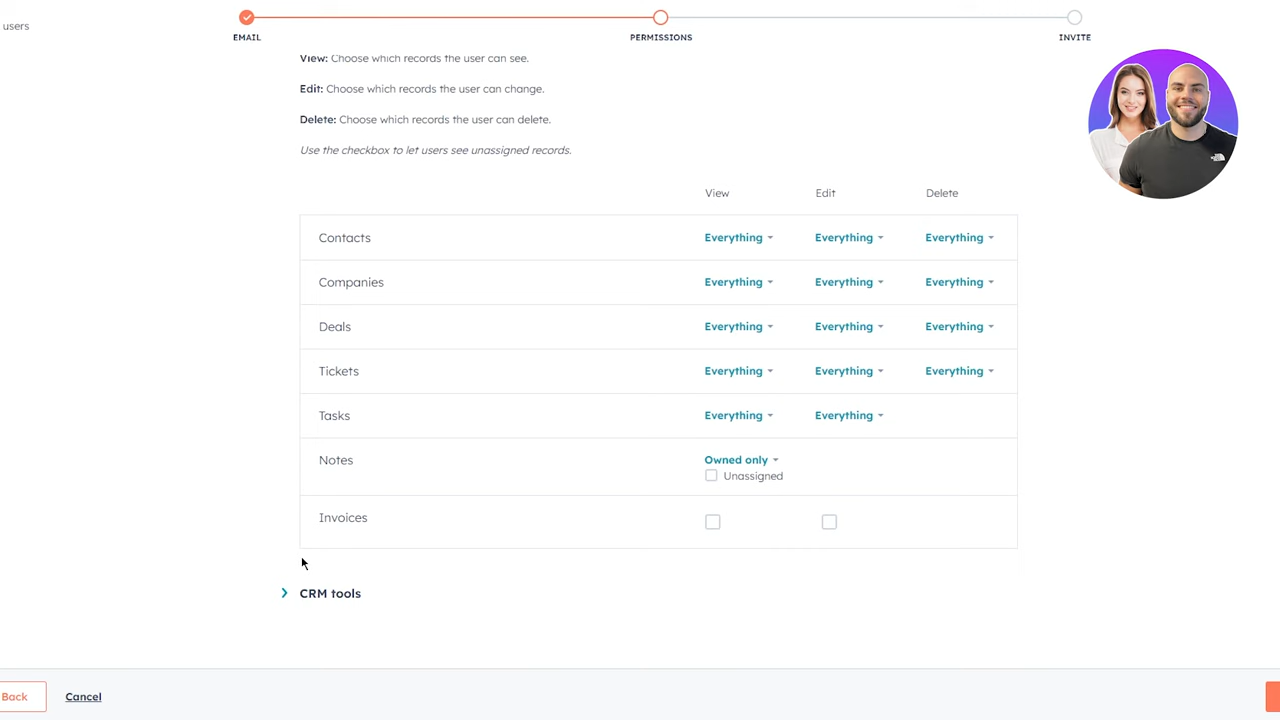 users
EMAIL
PERMISSIONS
INVITE
View: Choose which records the user can see.
Edit: Choose which records the user can change.
Delete: Choose which records the user can delete.
Use the checkbox to let users see unassigned records.
View Edit Delete
Contacts Everything Everything Everything
Companies Everything Everything Everything
Deals Everything Everything Everything
Tickets Everything Everything Everything
Tasks Everything Everything
Notes Owned only
Unassigned
Invoices
CRM tools
Back Cancel